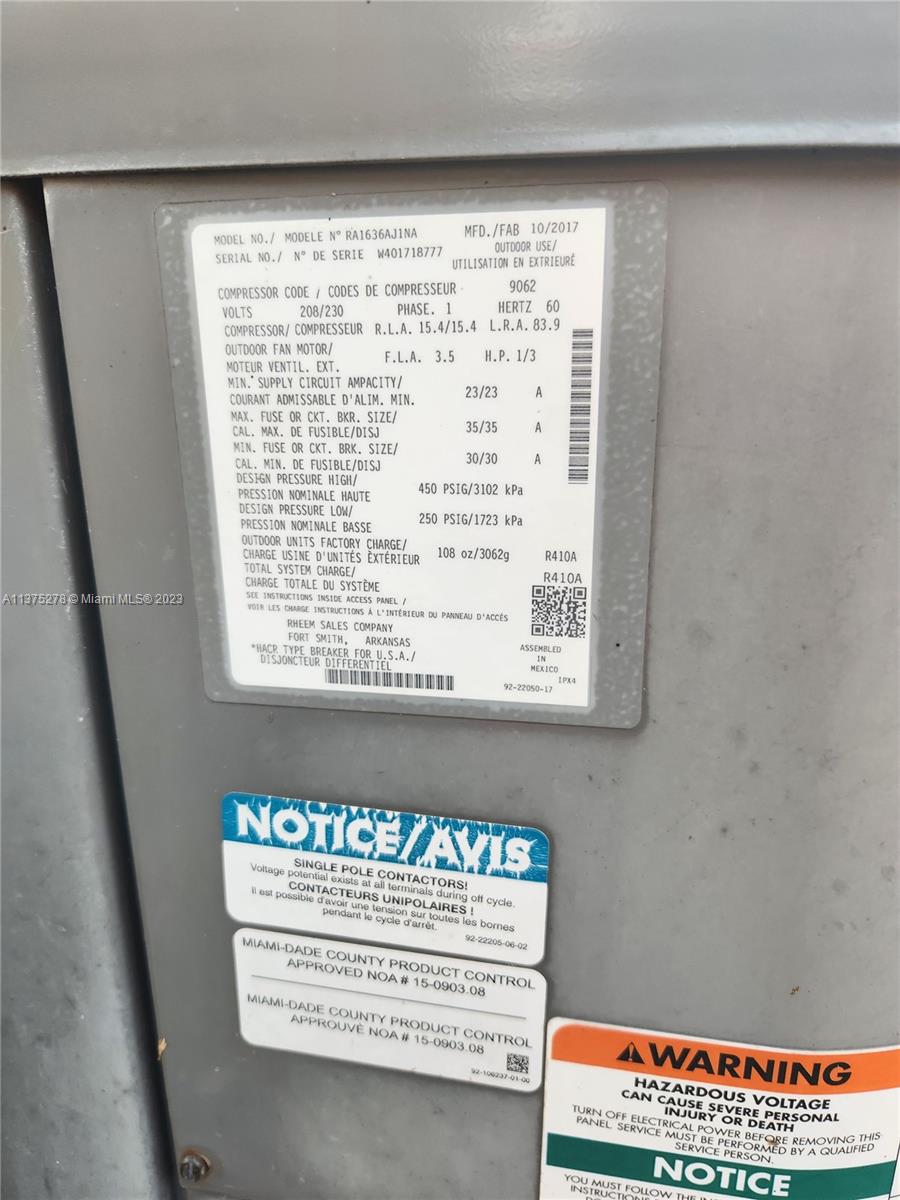 MODEL NO./ MODELE N° RA1636AJ1NA MFD./FAB 10/2017
SERIAL NO./ N° DE SERIE W401718777 OUTDOOR USE/
UTILISATION EN EXTRIEURÉ
COMPRESSOR CODE / CODES DE COMPRESSEUR 9062
VOLTS 208/230 PHASE. 1 HERTZ 60
COMPRESSOR/ COMPRESSEUR R.L.A. 15.4/15.4 L.R.A. 83.9
OUTDOOR FAN MOTOR/
MOTEUR VENTIL. EXT. F.L.A. 3.5 H.P. 1/3
MIN. SUPPLY CIRCUIT AMPACITY/
COURANT ADMISSABLE D'ALIM. MIN. 23/23 A
MAX. FUSE OR CKT. BKR. SIZE/
CAL. MAX. DE FUSIBLE/DISJ 35/35 A
MIN. FUSE OR CKT. BRK. SIZE/
CAL. MIN. DE FUSIBLE/DISJ 30/30 A
DESIGN PRESSURE HIGH/
PRESSION NOMINALE HAUTE 450 PSIG/3102 kPa
DESIGN PRESSURE LOW/
PRESSION NOMINALE BASSE 250 PSIG/1723 kPa
OUTDOOR UNITS FACTORY CHARGE/
CHARGE USINE D'UNITÉS ÈXTÉRIEUR 108 oz/3062g R410A
TOTAL SYSTEM CHARGE/ R410A
CHARGE TOTALE DU SYSTÈME
SEE INSTRUCTIONS INSIDE ACCESS PANEL /
VOIR LES CHARGE INSTRUCTIONS À L'INTÉRIEUR DU PANNEAU D'ACCÈS
RHEEM SALES COMPANY
FORT SMITH, ARKANSAS
*HACR TYPE BREAKER FOR U.S.A./
DISJONCTEUR DIFFERENTIEL
ASSEMBLED
IN
MEXICO
IPX4
92-22050-17
A11375278 © Miami MLS® 2023
NOTICE/AVIS
SINGLE POLE CONTACTORS!
Voltage potential exists at all terminals during off cycle.
CONTACTEURS UNIPOLAIRES !
Il est possible d'avoir une tension sur toutes les bornes
pendant le cycle d'arrêt.
92-22205-06-02
MIAMI-DADE COUNTY PRODUCT CONTROL
APPROVED NOA # 15-0903.08
MIAMI-DADE COUNTY PRODUCT CONTROL
APPROUVÉ NOA # 15-0903.08
92-106237-01-00
WARNING
HAZARDOUS VOLTAGE
CAN CAUSE SEVERE PERSONAL
INJURY OR DEATH
TURN OFF ELECTRICAL POWER BEFORE REMOVING THIS
PANEL. SERVICE MUST BE PERFORMED BY A QUALIFIED
SERVICE PERSON.
NOTICE
YOU MUST FOLLOW THE